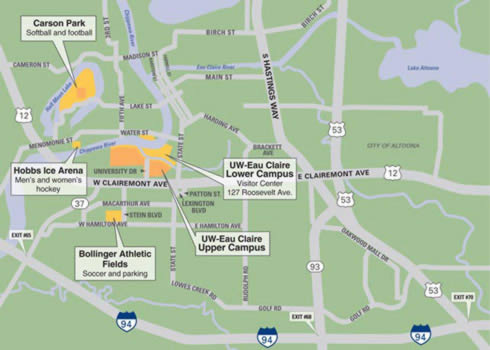 Carson Park
Softball and football
3RD ST
Chippewa River
BIRCH ST
BIRCH ST
MADISON ST
Eau Claire River
CAMERON ST
MAIN ST
S HASTINGS WAY
Lake Altoona
Half Moon Lake
FIFTH AVE
LAKE ST
HARDING AVE
12
53
WATER ST
STATE ST
MENOMONIE ST
Chippewa River
BRACKETT AVE
CITY OF ALTOONA
Hobbs Ice Arena
Men's and women's
hockey
UW-Eau Claire
Lower Campus
Visitor Center
127 Roosevelt Ave.
UNIVERSITY DR
W CLAIREMONT AVE
E CLAIREMONT AVE
12
PATTON ST
LEXINGTON BLVD
37
MACARTHUR AVE
STEIN BLVD
W HAMILTON AVE
E HAMILTON AVE
53
UW-Eau Claire
Upper Campus
EXIT #65
OAKWOOD MALL DR
Bollinger Athletic
Fields
Soccer and parking
STATE ST
RUDOLPH RD
93
LOWES CREEK RD
53
GOLF RD
GOLF RD
EXIT #70
EXIT #68
94
94
94